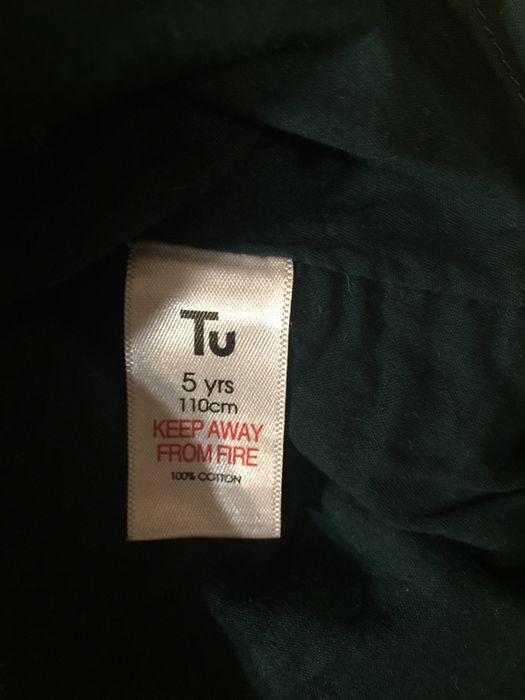 Tu
5 yrs
110cm
KEEP AWAY
FROM FIRE
100% COTTON